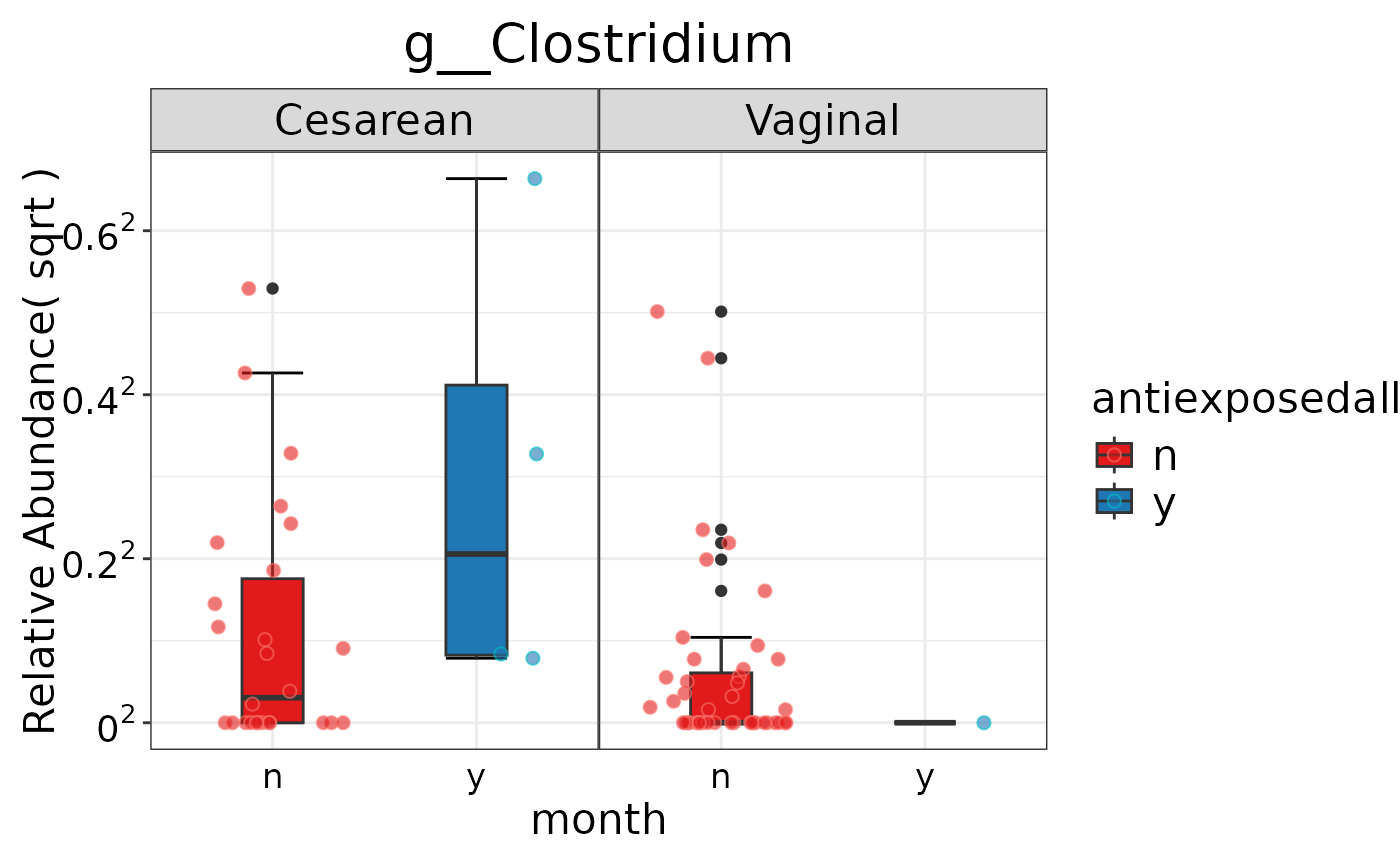 g__Clostridium
Cesarean
Vaginal
Relative Abundance( sqrt )
0.6²
0.4²
0.2²
0²
n
y
n
y
month
antiexposedall
n
y